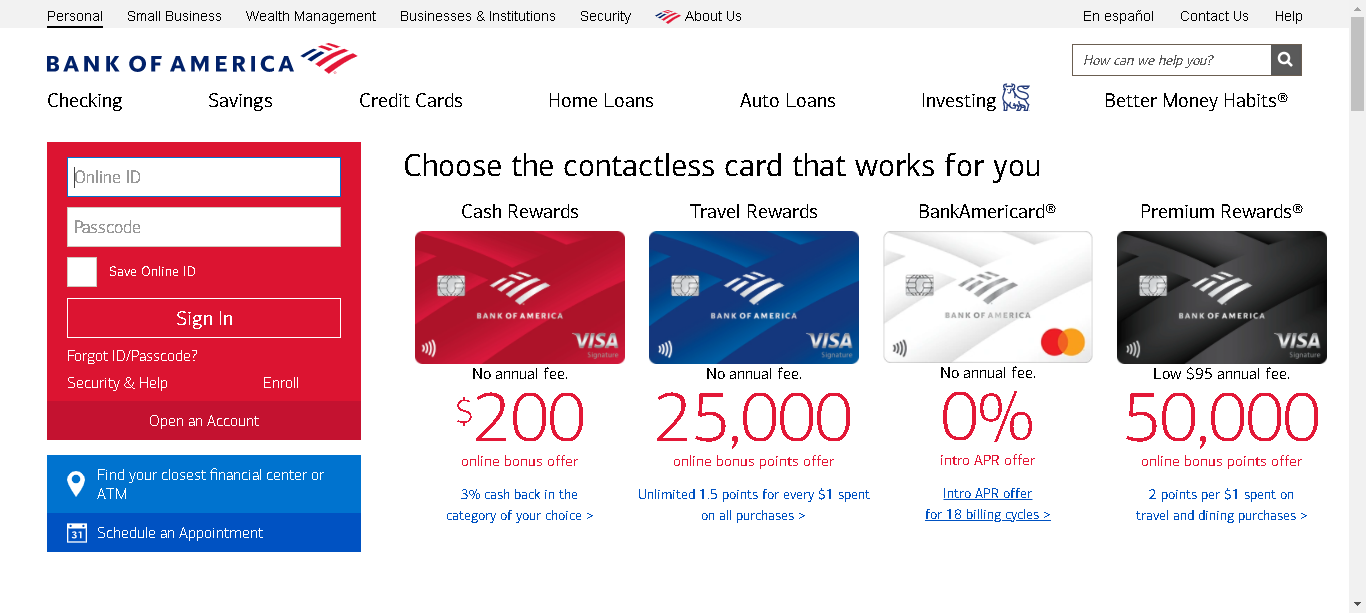 Personal Small Business Wealth Management Businesses & Institutions Security About Us En español Contact Us Help
BANK OF AMERICA
How can we help you?
Checking Savings Credit Cards Home Loans Auto Loans Investing Better Money Habits®
Online ID
Passcode
Save Online ID
Sign In
Forgot ID/Passcode?
Security & Help Enroll
Open an Account
Find your closest financial center or
ATM
31 Schedule an Appointment
Choose the contactless card that works for you
Cash Rewards
BANK OF AMERICA
VISA
Signature
No annual fee.
$200
online bonus offer
3% cash back in the
category of your choice >
Travel Rewards
BANK OF AMERICA
VISA
Signature
No annual fee.
25,000
online bonus points offer
Unlimited 1.5 points for every $1 spent
on all purchases >
BankAmericard®
BANK OF AMERICA
No annual fee.
0%
intro APR offer
Intro APR offer
for 18 billing cycles >
Premium Rewards®
BANK OF AMERICA
VISA
Signature
Low $95 annual fee.
50,000
online bonus points offer
2 points per $1 spent on
travel and dining purchases >